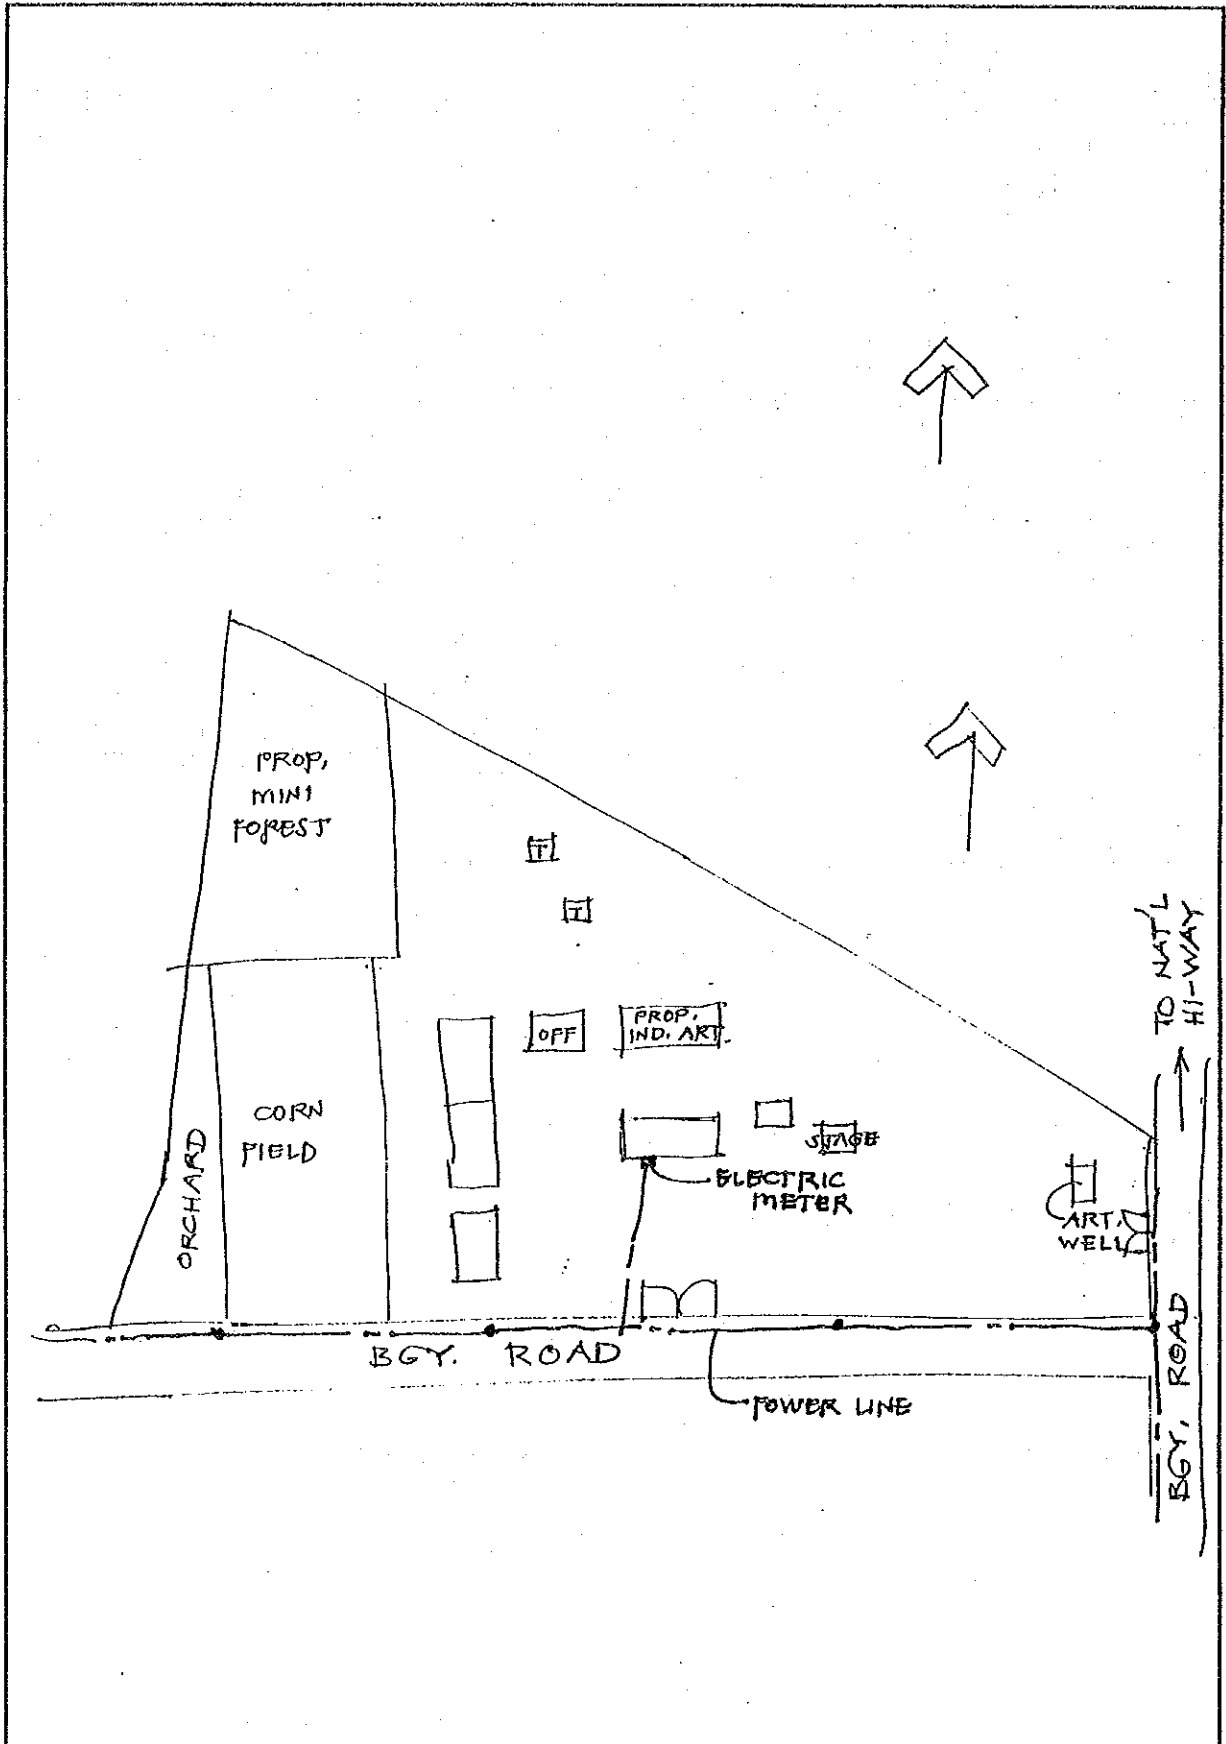 PROP,
MINI
FOREST
T
T
TO NAT'L
HI-WAY
OFF
PROP.
IND. ART.
CORN
FIELD
ORCHARD
STAGE
ELECTRIC
METER
ART.
WELL
BGY. ROAD
BGY. ROAD
POWER LINE